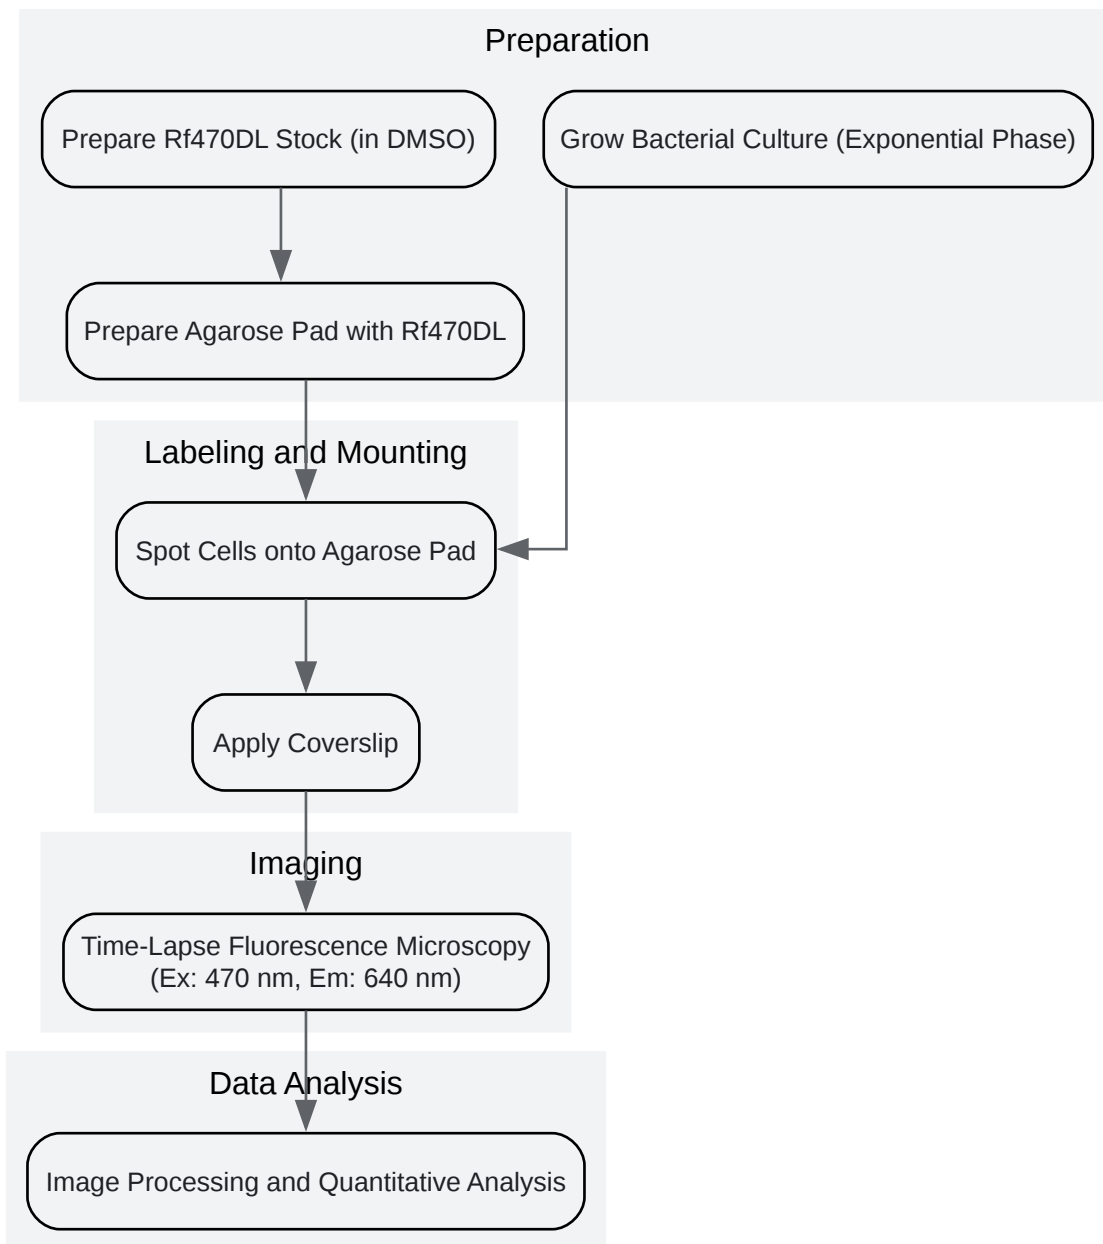 Preparation
Prepare Rf470DL Stock (in DMSO)
Grow Bacterial Culture (Exponential Phase)
Prepare Agarose Pad with Rf470DL
Labeling and Mounting
Spot Cells onto Agarose Pad
Apply Coverslip
Imaging
Time-Lapse Fluorescence Microscopy
(Ex: 470 nm, Em: 640 nm)
Data Analysis
Image Processing and Quantitative Analysis